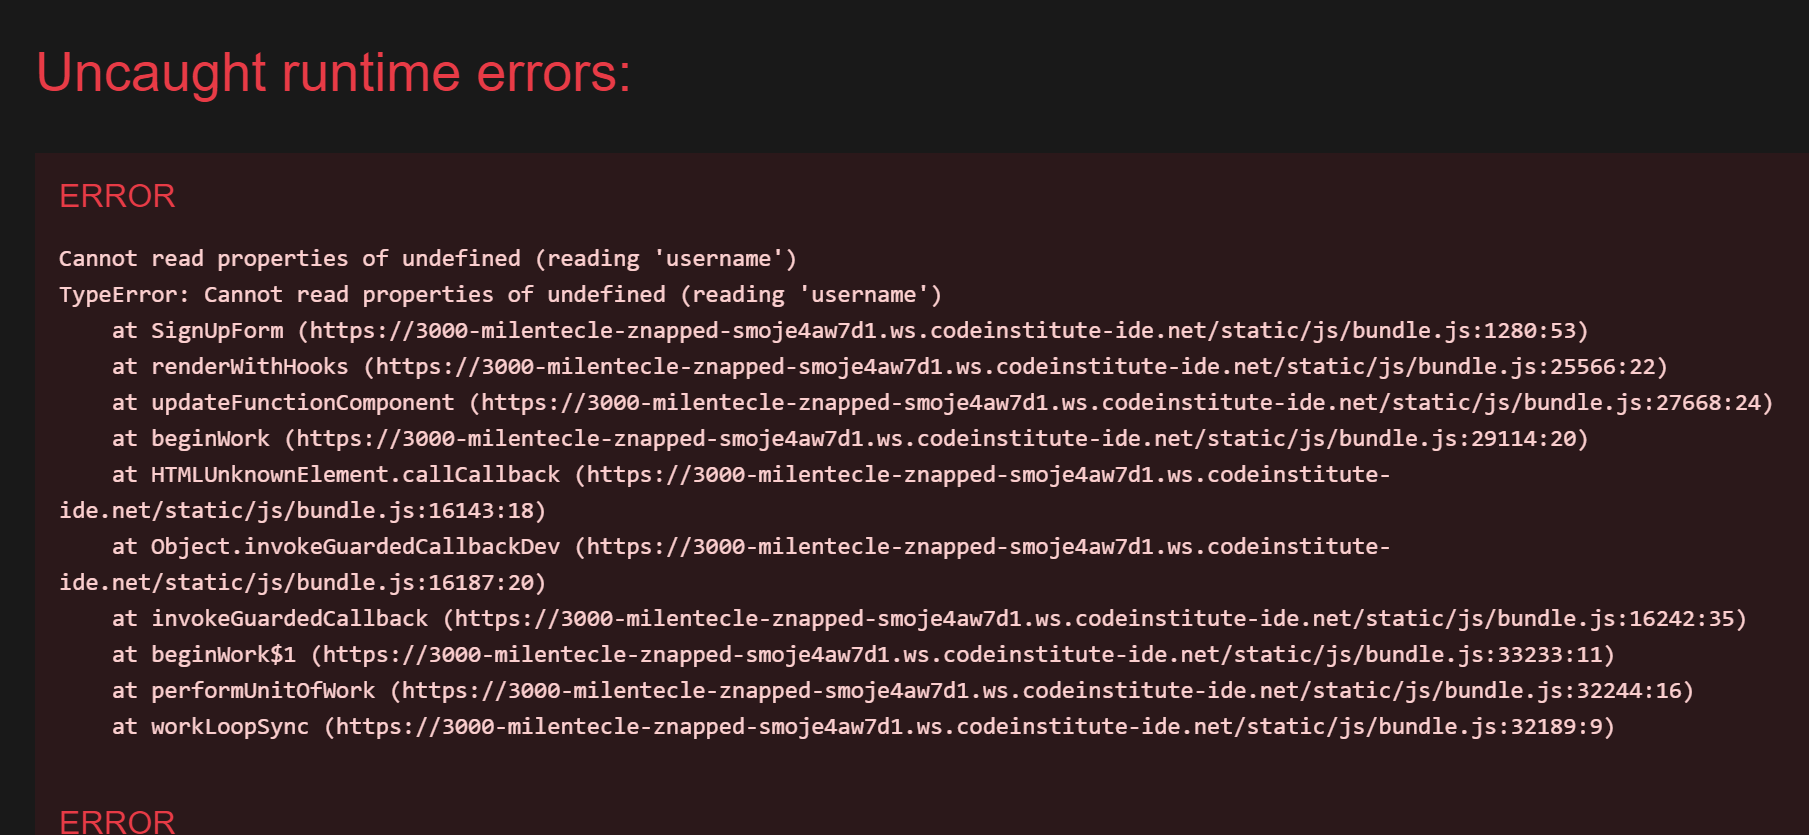 Uncaught runtime errors:
ERROR
Cannot read properties of undefined (reading 'username')
TypeError: Cannot read properties of undefined (reading 'username')
    at SignUpForm (https://3000-milentecle-znapped-smoje4aw7d1.ws.codeinstitute-ide.net/static/js/bundle.js:1280:53)
    at renderWithHooks (https://3000-milentecle-znapped-smoje4aw7d1.ws.codeinstitute-ide.net/static/js/bundle.js:25566:22)
    at updateFunctionComponent (https://3000-milentecle-znapped-smoje4aw7d1.ws.codeinstitute-ide.net/static/js/bundle.js:27668:24)
    at beginWork (https://3000-milentecle-znapped-smoje4aw7d1.ws.codeinstitute-ide.net/static/js/bundle.js:29114:20)
    at HTMLUnknownElement.callCallback (https://3000-milentecle-znapped-smoje4aw7d1.ws.codeinstitute-
ide.net/static/js/bundle.js:16143:18)
    at Object.invokeGuardedCallbackDev (https://3000-milentecle-znapped-smoje4aw7d1.ws.codeinstitute-
ide.net/static/js/bundle.js:16187:20)
    at invokeGuardedCallback (https://3000-milentecle-znapped-smoje4aw7d1.ws.codeinstitute-ide.net/static/js/bundle.js:16242:35)
    at beginWork$1 (https://3000-milentecle-znapped-smoje4aw7d1.ws.codeinstitute-ide.net/static/js/bundle.js:33233:11)
    at performUnitOfWork (https://3000-milentecle-znapped-smoje4aw7d1.ws.codeinstitute-ide.net/static/js/bundle.js:32244:16)
    at workLoopSync (https://3000-milentecle-znapped-smoje4aw7d1.ws.codeinstitute-ide.net/static/js/bundle.js:32189:9)
ERROR